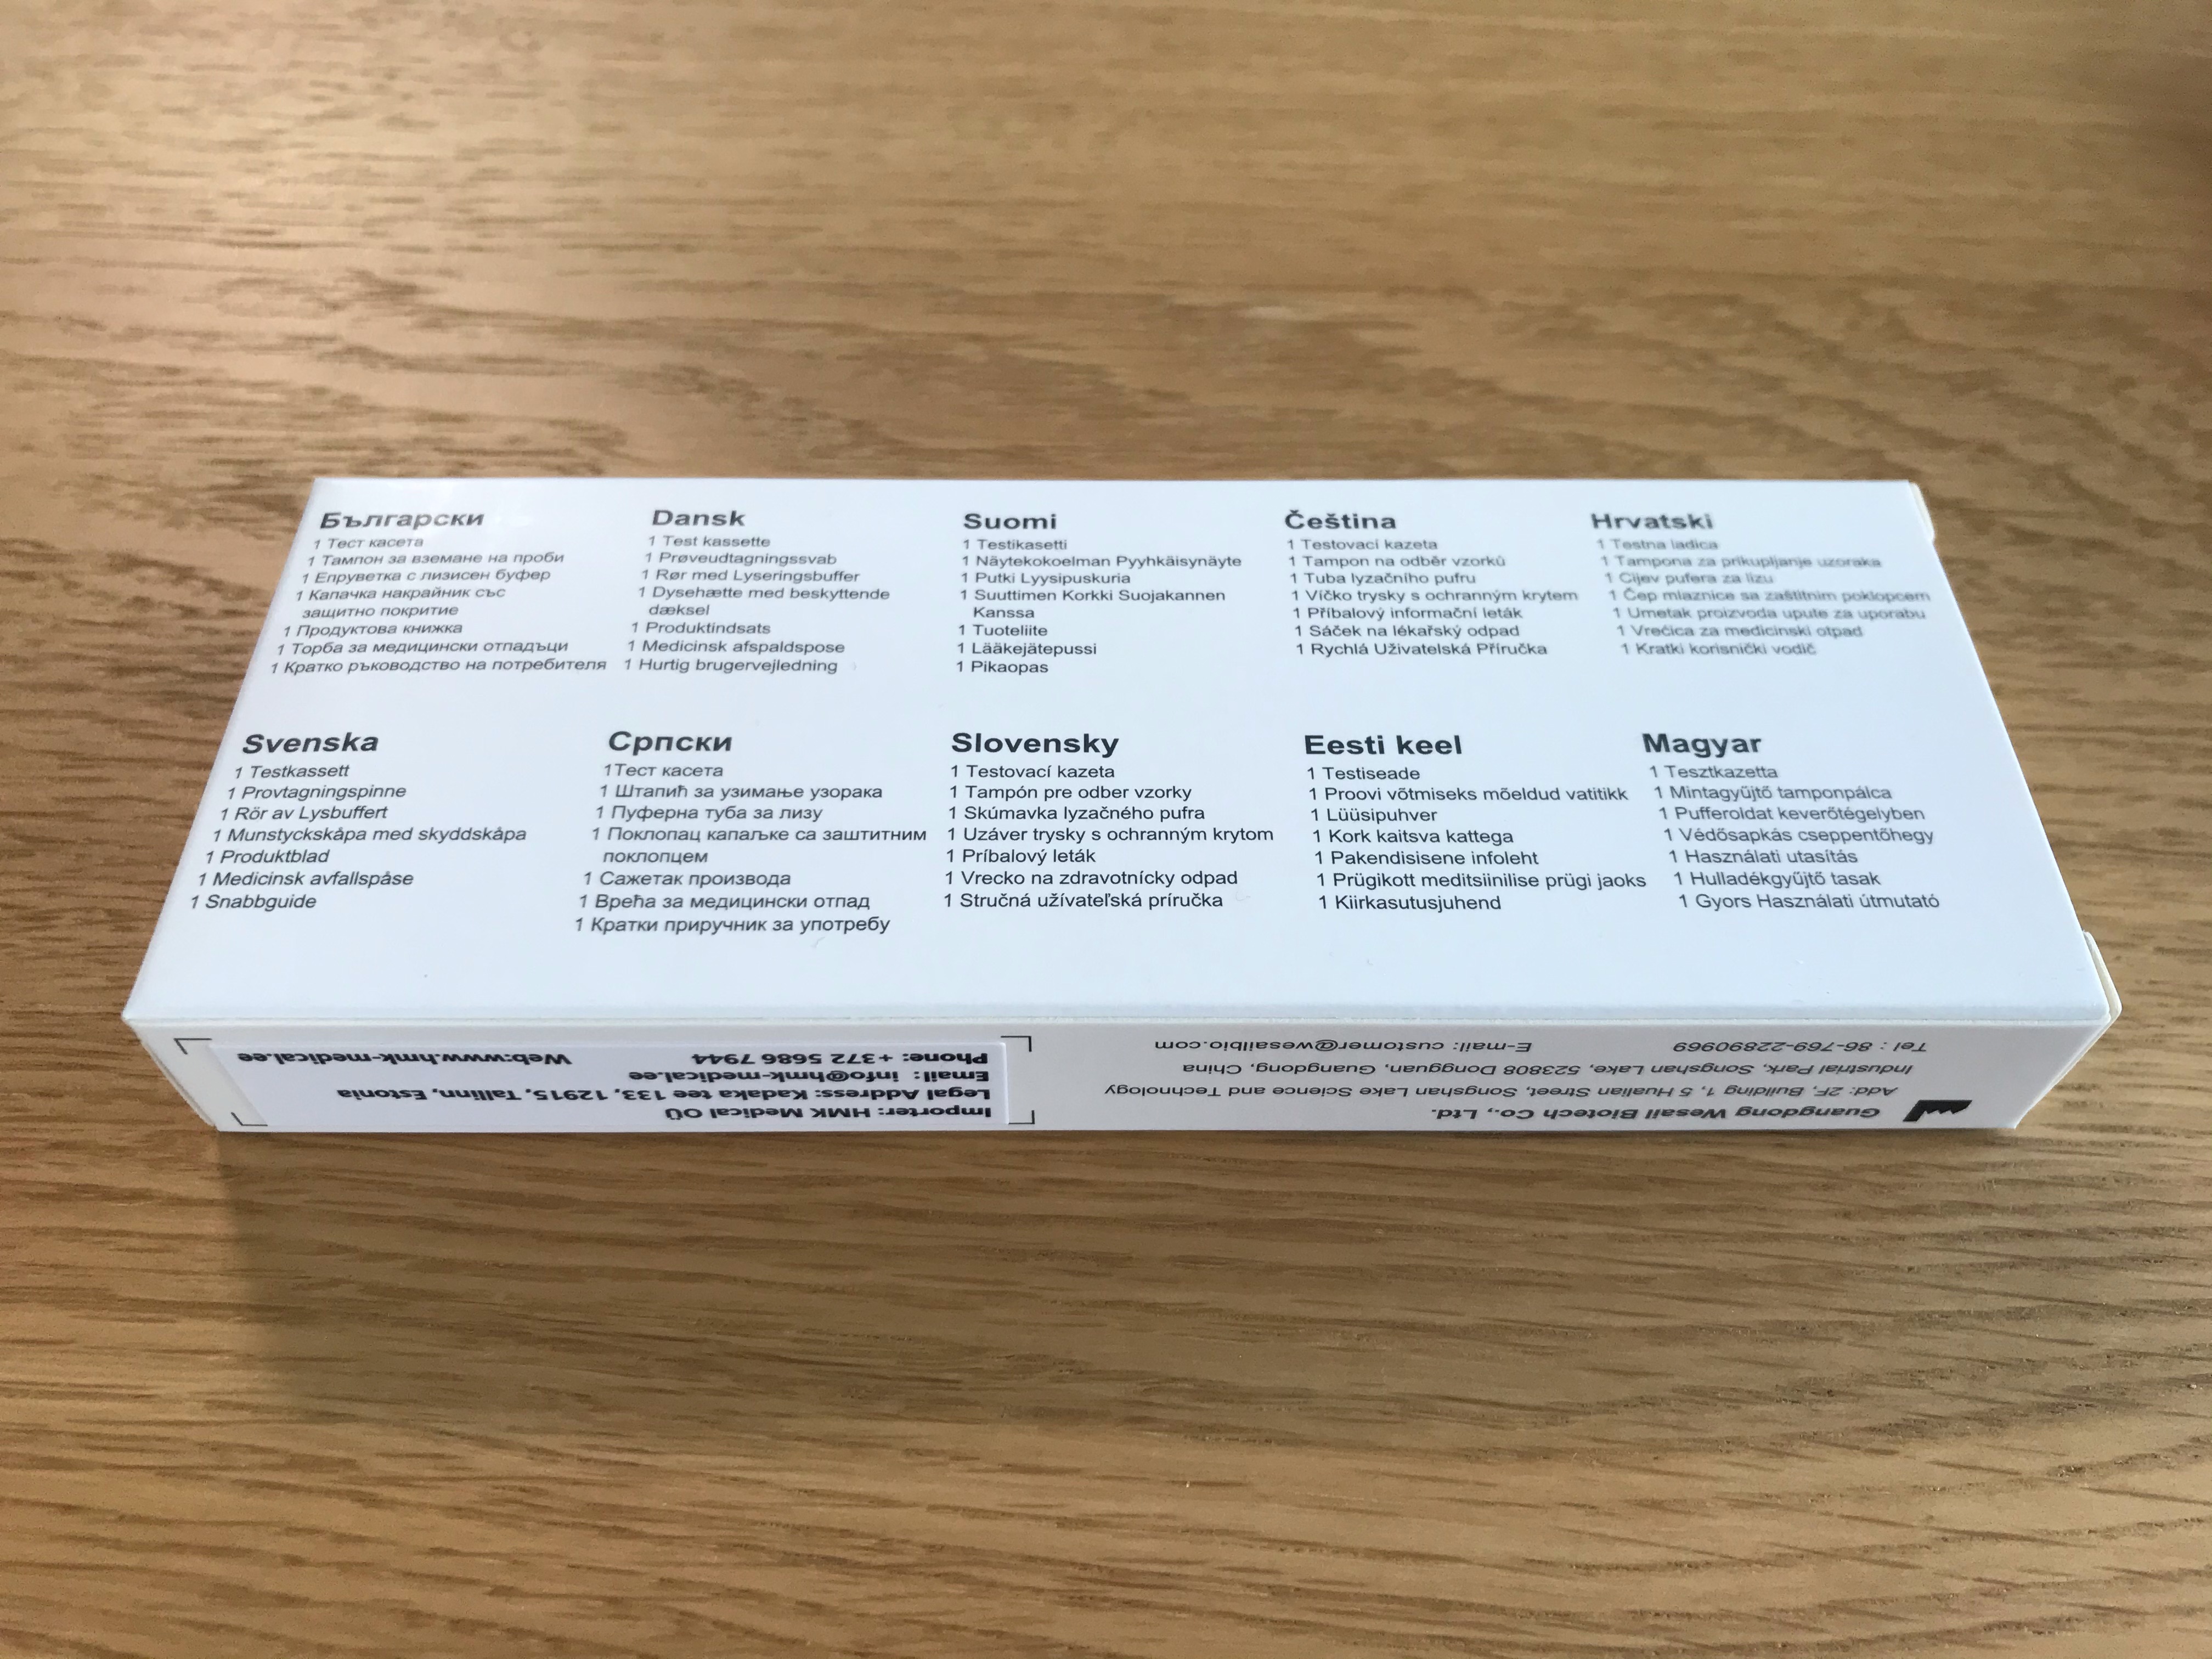 Български
1 Тест касета
1 Тампон за вземане на проби
1 Епруветка с лизисен буфер
1 Капачка накрайник със
защитно покритие
1 Продуктова книжка
1 Торба за медицински отпадъци
1 Кратко ръководство на потребителя
Dansk
1 Test kassette
1 Prøveudtagningssvab
1 Rør med Lyseringsbuffer
1 Dysehætte med beskyttende
dæksel
1 Produktindsats
1 Medicinsk afspaldspose
1 Hurtig brugervejledning
Suomi
1 Testikasetti
1 Näytekokoelman Pyyhkäisynäyte
1 Putki Lyysipuskuria
1 Suuttimen Korkki Suojakannen
Kanssa
1 Tuoteliite
1 Lääkejätepussi
1 Pikaopas
Čeština
1 Testovací kazeta
1 Tampon na odběr vzorků
1 Tuba lyzačního pufru
1 Víčko trysky s ochranným krytem
1 Příbalový informační leták
1 Sáček na lékařský odpad
1 Rychlá Uživatelská Příručka
Hrvatski
1 Testna ladica
1 Tampona za prikupljanje uzoraka
1 Cijev pufera za lizu
1 Čep mlaznice sa zaštitnim poklopcem
1 Umetak proizvoda upute za uporabu
1 Vrećica za medicinski otpad
1 Kratki korisnički vodič
Svenska
1 Testkassett
1 Provtagningspinne
1 Rör av Lysbuffert
1 Munstyckskåpa med skyddskåpa
1 Produktblad
1 Medicinsk avfallspåse
1 Snabbguide
Српски
1Тест касета
1 Штапић за узимање узорака
1 Пуферна туба за лизу
1 Поклопац капаљке са заштитним
поклопцем
1 Сажетак производа
1 Врећа за медицински отпад
1 Кратки приручник за употребу
Slovensky
1 Testovací kazeta
1 Tampón pre odber vzorky
1 Skúmavka lyzačného pufra
1 Uzáver trysky s ochranným krytom
1 Príbalový leták
1 Vrecko na zdravotnícky odpad
1 Stručná užívateľská príručka
Eesti keel
1 Testiseade
1 Proovi võtmiseks mõeldud vatitikk
1 Lüüsipuhver
1 Kork kaitsva kattega
1 Pakendisisene infoleht
1 Prügikott meditsiinilise prügi jaoks
1 Kiirkasutusjuhend
Magyar
1 Tesztkazetta
1 Mintagyűjtő tamponpálca
1 Pufferoldat keverőtégelyben
1 Védősapkás cseppentőhegy
1 Használati utasítás
1 Hulladékgyűjtő tasak
1 Gyors Használati útmutató
Guangdong Wesail Biotech Co., Ltd.
Add: 2F, Building 1, 5 Hualian Street, Songshan Lake Science and Technology
Industrial Park, Songshan Lake, 523808 Dongguan, Guangdong, China
Tel : 86-769-22890969 E-mail: customer@wesailbio.com
Importer: HMK Medical OÜ
Legal Address: Kadaka tee 133, 12915, Tallinn, Estonia
Email : info@hmk-medical.ee
Phone: + 372 5686 7944 Web:www.hmk-medical.ee